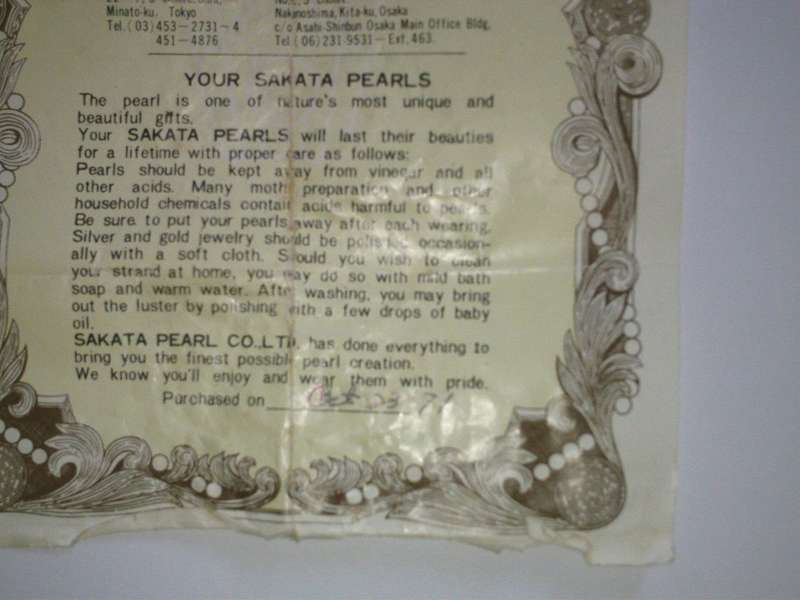 Minato-ku, Tokyo
Tel. (03) 453-2731~4
451-4876
Nakanoshima, Kita-ku, Osaka
c/o Asahi-Shinbun Osaka Main Office Bldg.
Tel (06) 231-9531-Ext. 463
YOUR SAKATA PEARLS
The pearl is one of nature's most unique and
beautiful gifts.
Your SAKATA PEARLS will last their beauties
for a lifetime with proper care as follows:
Pearls should be kept away from vinegar and all
other acids. Many moth preparation and other
household chemicals contain acids harmful to pearls.
Be sure to put your pearls away after each wearing.
Silver and gold jewelry should be polished occasion-
ally with a soft cloth. Should you wish to clean
your strand at home, you may do so with mild bath
soap and warm water. After washing, you may bring
out the luster by polishing with a few drops of baby
oil.
SAKATA PEARL CO.,LTD. has done everything to
bring you the finest possible pearl creation.
We know you'll enjoy and wear them with pride.
Purchased on